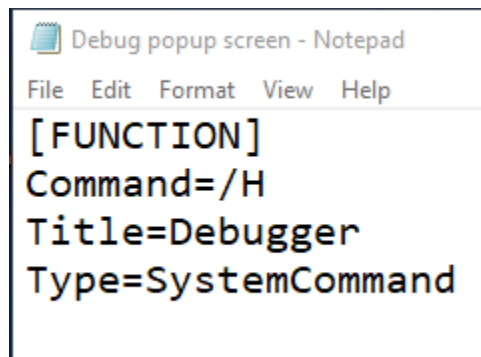 Debug popup screen - Notepad
File Edit Format View Help
[FUNCTION]
Command=/H
Title=Debugger
Type=SystemCommand